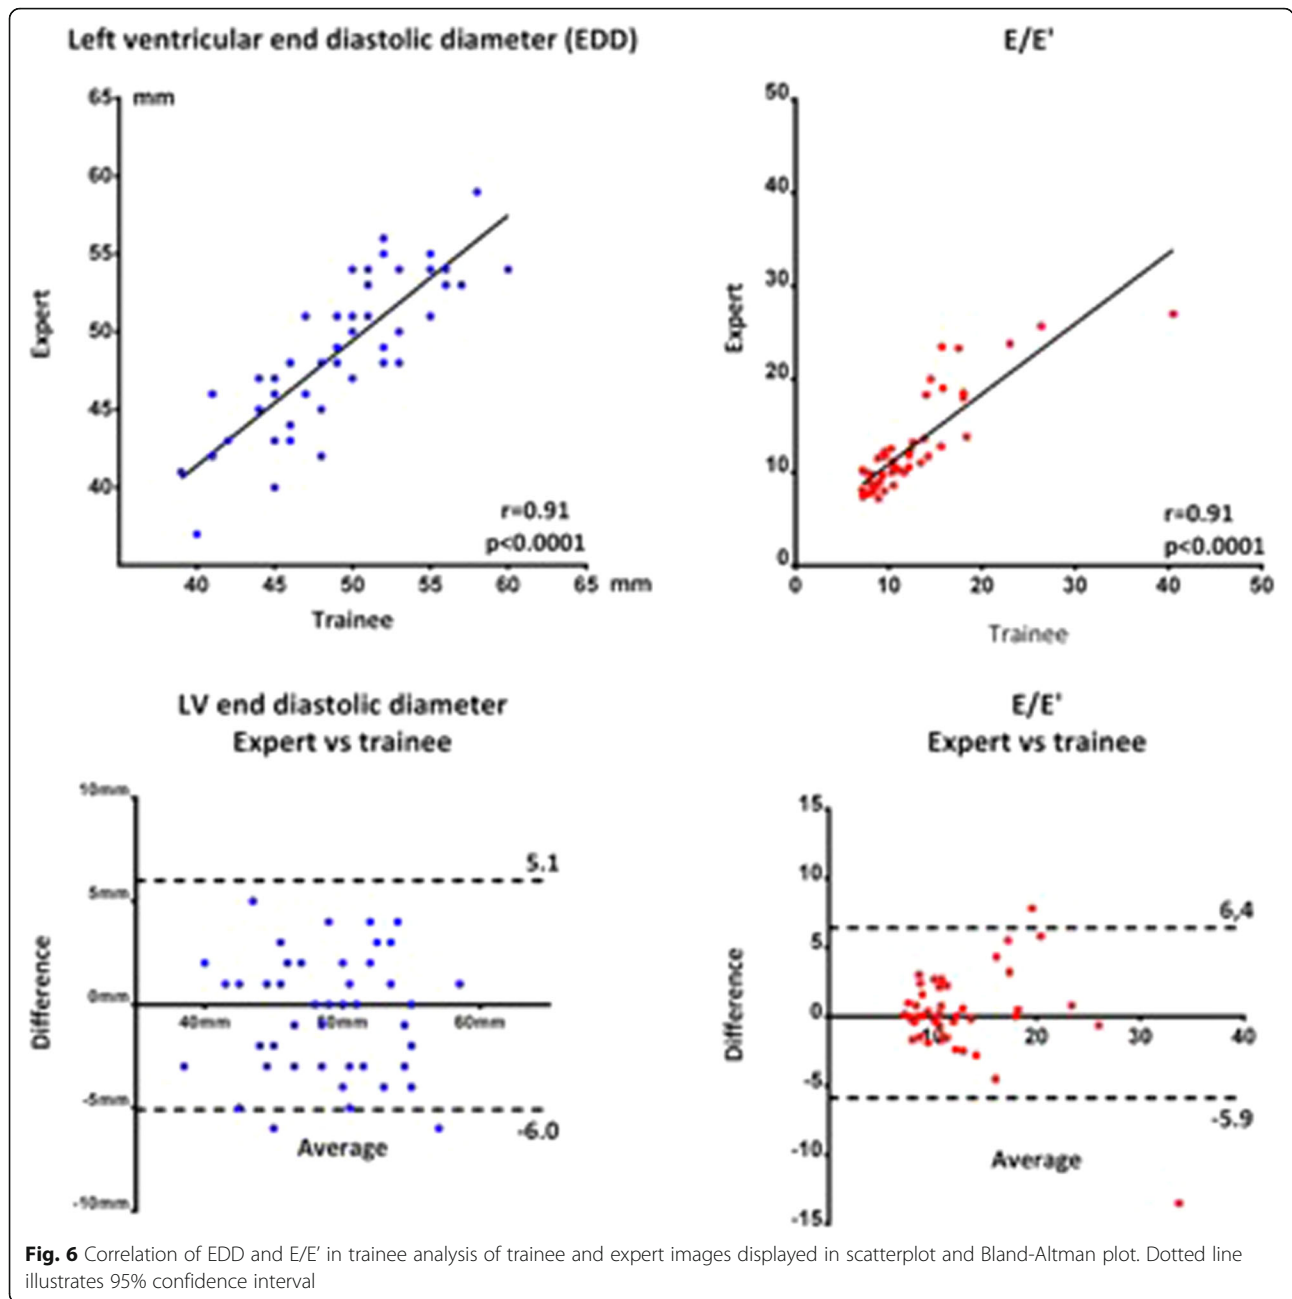 Left ventricular end diastolic diameter (EDD)
65 mm
60
55
50
45
40
Expert
r=0.91
p<0.0001
40 45 50 55 60 65 mm
Trainee
E/E'
50
40
30
20
10
0
Expert
r=0.91
p<0.0001
0 10 20 30 40 50
Trainee
LV end diastolic diameter
Expert vs trainee
10mm
5.1
5mm
Difference
0mm
40mm 50mm 60mm
-5mm
-6.0
Average
-10mm
E/E'
Expert vs trainee
15
10
6,4
5
Difference
0
10 20 30 40
-5
-5.9
-10
Average
-15
Fig. 6 Correlation of EDD and E/E' in trainee analysis of trainee and expert images displayed in scatterplot and Bland-Altman plot. Dotted line
illustrates 95% confidence interval